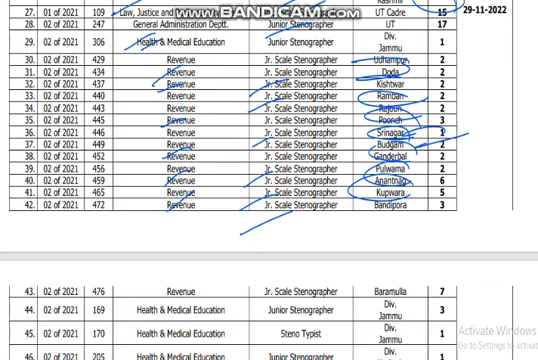 Kashmir
27. 01 of 2021 109 Law, Justice and UT Cadre 15 29-11-2022
WWW.BANDICAM.COM
28. 02 of 2021 247 General Administration Deptt. Junior Stenographer UT 17
29. 02 of 2021 306 Health & Medical Education Junior Stenographer Div. Jammu 1
30. 02 of 2021 429 Revenue Jr. Scale Stenographer Udhampur 2
31. 02 of 2021 434 Revenue Jr. Scale Stenographer Doda 2
32. 02 of 2021 437 Revenue Jr. Scale Stenographer Kishtwar 2
33. 02 of 2021 440 Revenue Jr. Scale Stenographer Ramban 2
34. 02 of 2021 443 Revenue Jr. Scale Stenographer Rajouri 2
35. 02 of 2021 445 Revenue Jr. Scale Stenographer Poonch 3
36. 02 of 2021 446 Revenue Jr. Scale Stenographer Srinagar 1
37. 02 of 2021 449 Revenue Jr. Scale Stenographer Budgam 2
38. 02 of 2021 452 Revenue Jr. Scale Stenographer Ganderbal 2
39. 02 of 2021 456 Revenue Jr. Scale Stenographer Pulwama 2
40. 02 of 2021 459 Revenue Jr. Scale Stenographer Anantnag 6
41. 02 of 2021 465 Revenue Jr. Scale Stenographer Kupwara 5
42. 02 of 2021 472 Revenue Jr. Scale Stenographer Bandipora 3
43. 02 of 2021 476 Revenue Jr. Scale Stenographer Baramulla 7
44. 02 of 2021 169 Health & Medical Education Junior Stenographer Div. Jammu 3
45. 02 of 2021 170 Health & Medical Education Steno Typist Div. Jammu 1
Activate Windows
Go to Settings to activate
46. 02 of 2021 205 Health & Medical Education Junior Stenographer Div. 1